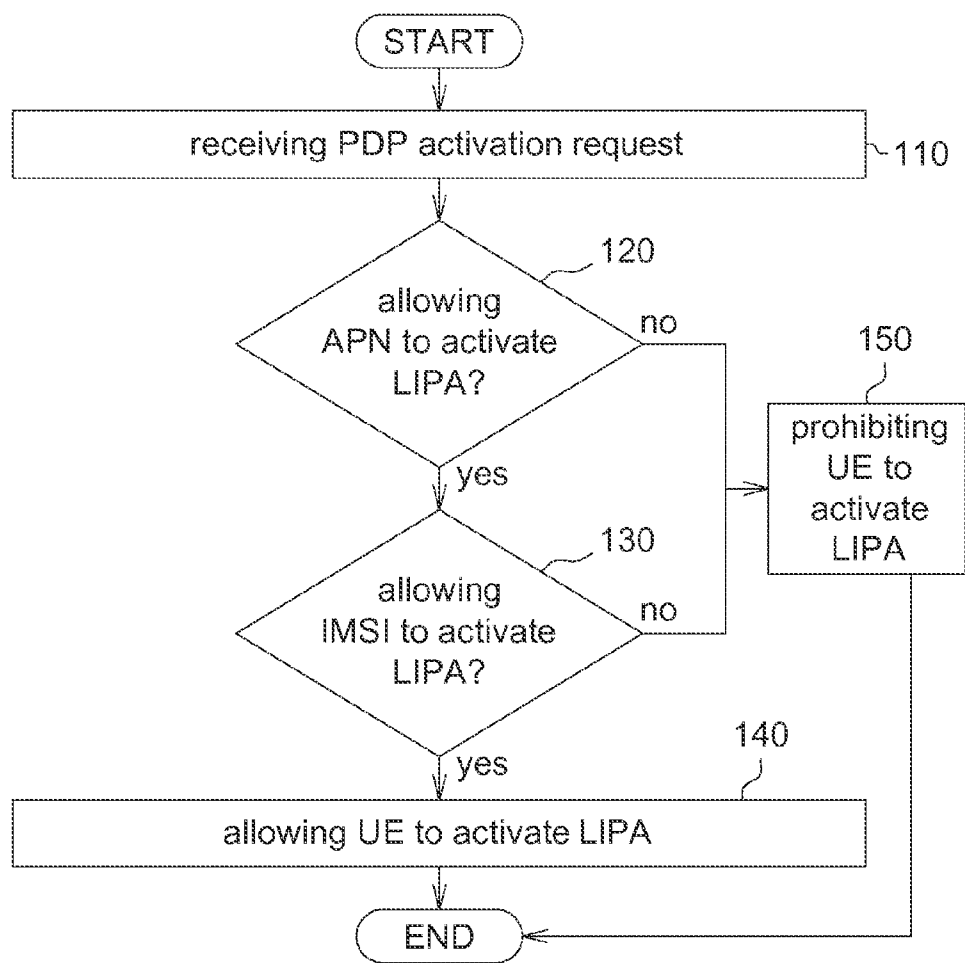 START
receiving PDP activation request
110
120
allowing
APN to activate
LIPA?
no
yes
150
prohibiting
UE to
activate
LIPA
130
allowing
IMSI to activate
LIPA?
no
yes
140
allowing UE to activate LIPA
END